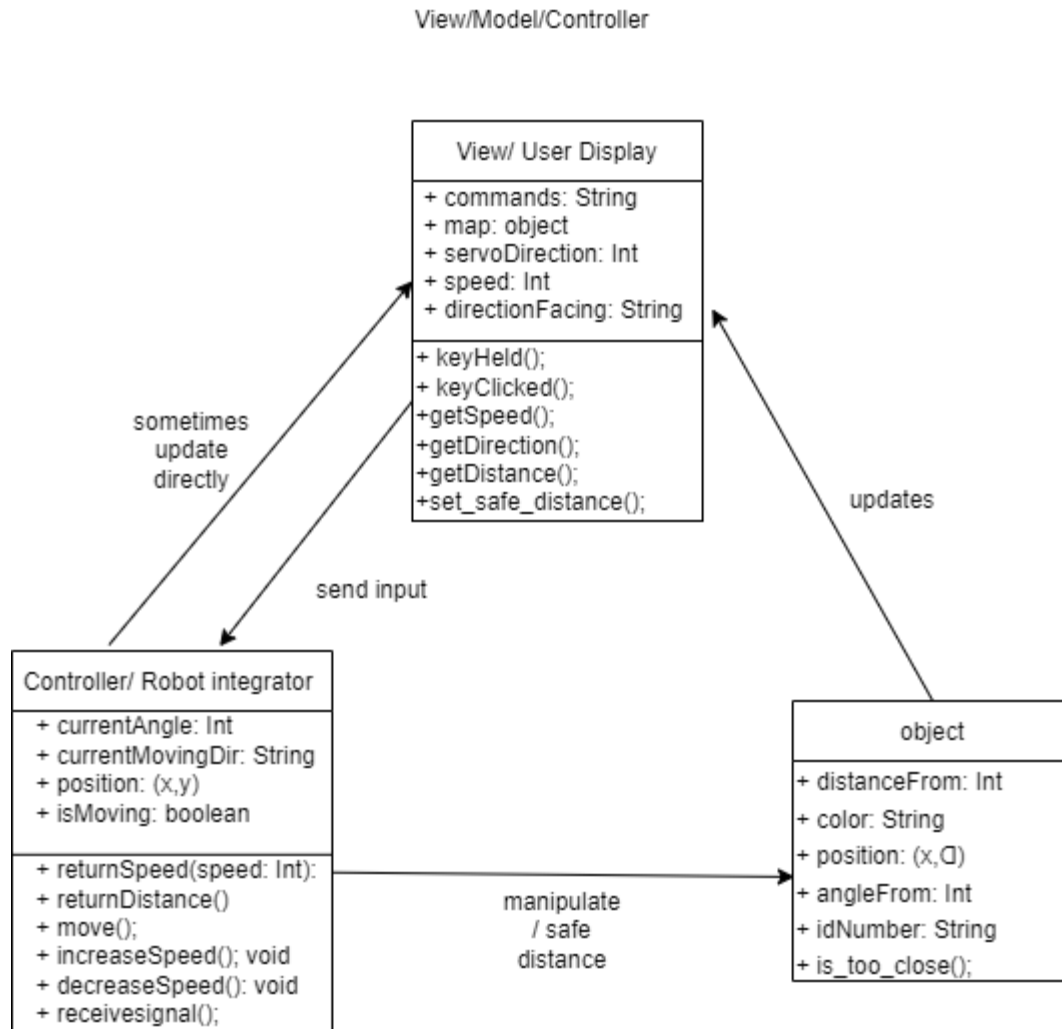 View/Model/Controller
View/ User Display
+ commands: String
+ map: object
+ servoDirection: Int
+ speed: Int
+ directionFacing: String
+ keyHeld();
+ keyClicked();
+getSpeed();
+getDirection();
+getDistance();
+set_safe_distance();
sometimes
update
directly
send input
updates
Controller/ Robot integrator
+ currentAngle: Int
+ currentMovingDir: String
+ position: (x,y)
+ isMoving: boolean
+ returnSpeed(speed: Int):
+ returnDistance()
+ move();
+ increaseSpeed(); void
+ decreaseSpeed(): void
+ receivesignal();
manipulate
/ safe
distance
object
+ distanceFrom: Int
+ color: String
+ position: (x,
+ angleFrom: Int
+ idNumber: String
+ is_too_close();